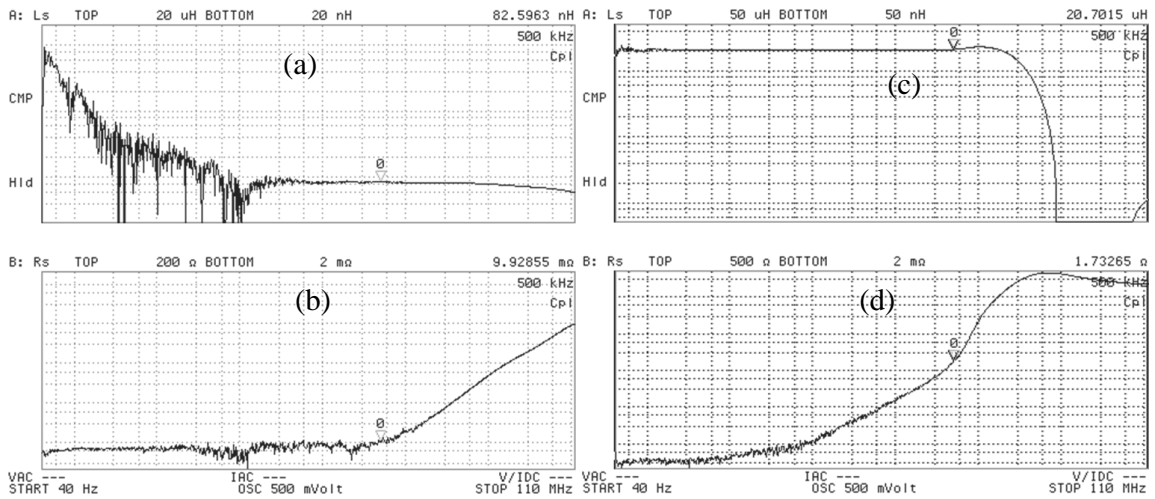 A: Ls TOP 20 uH BOTTOM 20 nH 82.5963 nH
500 kHz
Cpl
(a)
CMP
0
Hld
B: Rs TOP 200 Ω BOTTOM 2 mΩ 9.92855 mΩ
500 kHz
Cpl
(b)
0
VAC --- IAC --- V/IDC ---
START 40 Hz OSC 500 mVolt STOP 110 MHz
A: Ls TOP 50 uH BOTTOM 50 nH 20.7015 uH
0
500 kHz
Cpl
(c)
CMP
Hld
B: Rs TOP 500 Ω BOTTOM 2 mΩ 1.73265 Ω
500 kHz
Cpl
(d)
0
VAC --- IAC --- V/IDC ---
START 40 Hz OSC 500 mVolt STOP 110 MHz